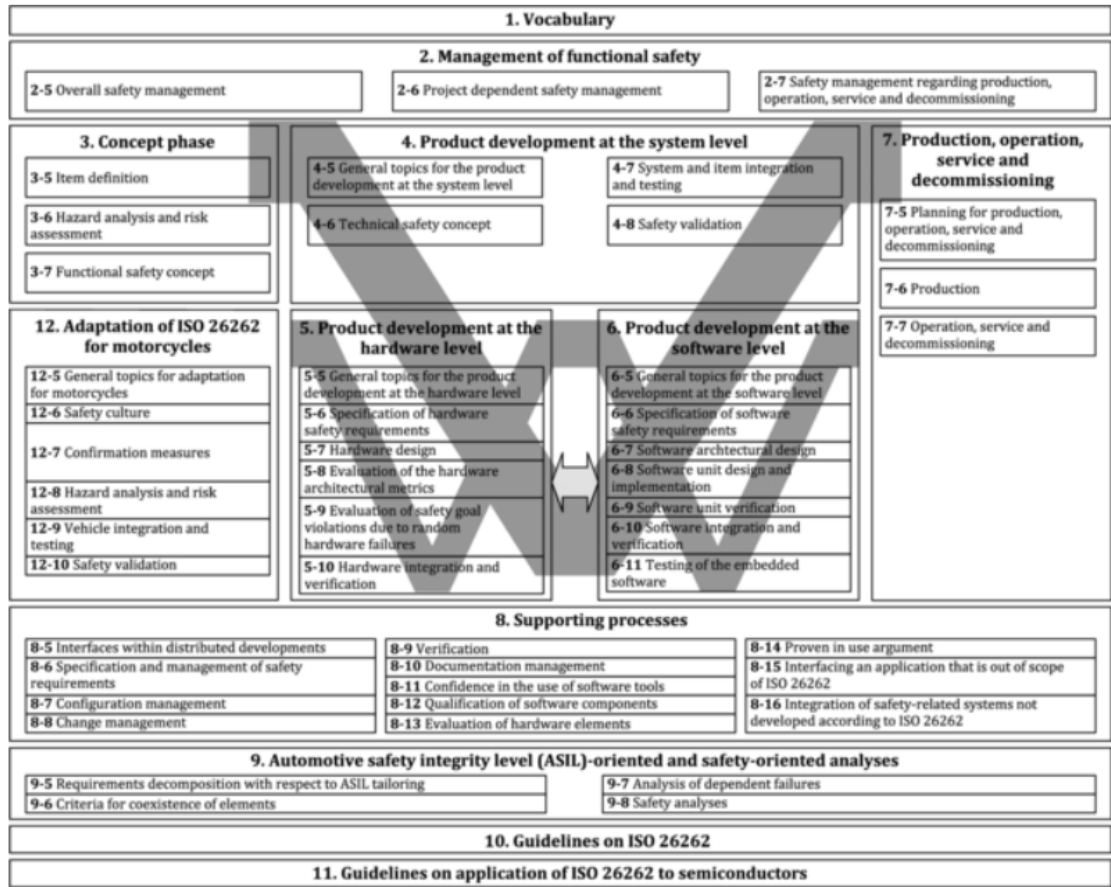 1. Vocabulary
2. Management of functional safety
2-5 Overall safety management
2-6 Project dependent safety management
2-7 Safety management regarding production,
operation, service and decommissioning
3. Concept phase
3-5 Item definition
3-6 Hazard analysis and risk
assessment
3-7 Functional safety concept
4. Product development at the system level
4-5 General topics for the product
development at the system level
4-6 Technical safety concept
4-7 System and item integration
and testing
4-8 Safety validation
7. Production, operation,
service and
decommissioning
7-5 Planning for production,
operation, service and
decommissioning
7-6 Production
7-7 Operation, service and
decommissioning
12. Adaptation of ISO 26262
for motorcycles
12-5 General topics for adaptation
for motorcycles
12-6 Safety culture
12-7 Confirmation measures
12-8 Hazard analysis and risk
assessment
12-9 Vehicle integration and
testing
12-10 Safety validation
5. Product development at the
hardware level
5-5 General topics for the product
development at the hardware level
5-6 Specification of hardware
safety requirements
5-7 Hardware design
5-8 Evaluation of the hardware
architectural metrics
5-9 Evaluation of safety goal
violations due to random
hardware failures
5-10 Hardware integration and
verification
6. Product development at the
software level
6-5 General topics for the product
development at the software level
6-6 Specification of software
safety requirements
6-7 Software archtectural design
6-8 Software unit design and
implementation
6-9 Software unit verification
6-10 Software integration and
verification
6-11 Testing of the embedded
software
8. Supporting processes
8-5 Interfaces within distributed developments
8-6 Specification and management of safety
requirements
8-7 Configuration management
8-8 Change management
8-9 Verification
8-10 Documentation management
8-11 Confidence in the use of software tools
8-12 Qualification of software components
8-13 Evaluation of hardware elements
8-14 Proven in use argument
8-15 Interfacing an application that is out of scope
of ISO 26262
8-16 Integration of safety-related systems not
developed according to ISO 26262
9. Automotive safety integrity level (ASIL)-oriented and safety-oriented analyses
9-5 Requirements decomposition with respect to ASIL tailoring
9-6 Criteria for coexistence of elements
9-7 Analysis of dependent failures
9-8 Safety analyses
10. Guidelines on ISO 26262
11. Guidelines on application of ISO 26262 to semiconductors